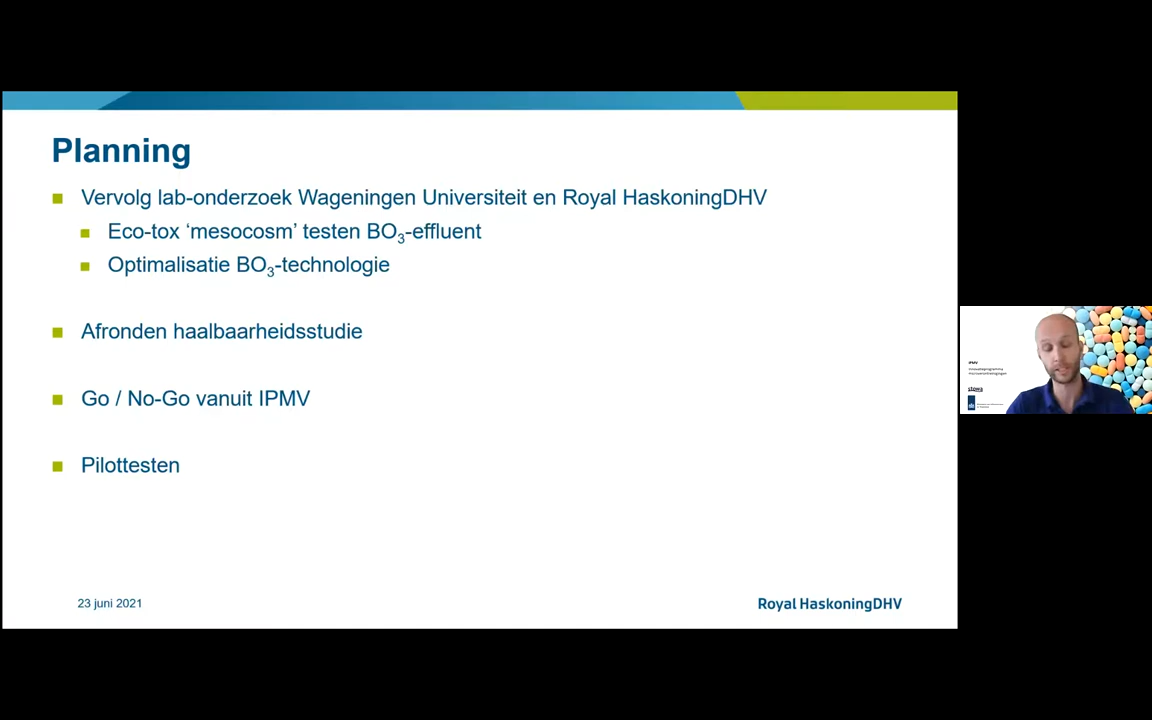 Planning
Vervolg lab-onderzoek Wageningen Universiteit en Royal HaskoningDHV
Eco-tox ‘mesocosm’ testen BO₃-effluent
Optimalisatie BO₃-technologie
Afronden haalbaarheidsstudie
Go / No-Go vanuit IPMV
Pilottesten
23 juni 2021
Royal HaskoningDHV
stowa